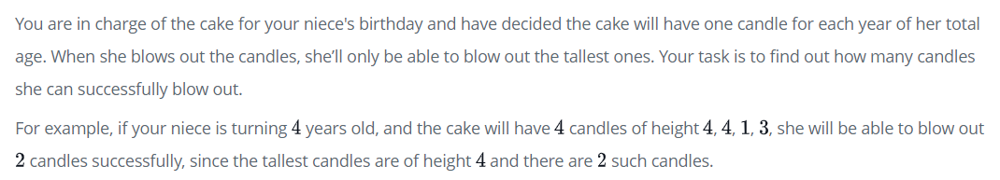 You are in charge of the cake for your niece's birthday and have decided the cake will have one candle for each year of her total
age. When she blows out the candles, she’ll only be able to blow out the tallest ones. Your task is to find out how many candles
she can successfully blow out.
For example, if your niece is turning 4 years old, and the cake will have 4 candles of height 4, 4, 1, 3, she will be able to blow out
2 candles successfully, since the tallest candles are of height 4 and there are 2 such candles.